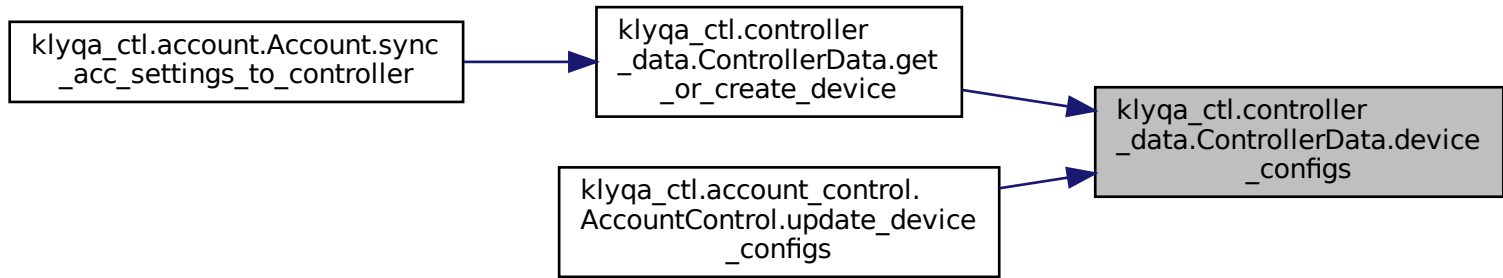 klyqa_ctl.account.Account.sync
_acc_settings_to_controller
klyqa_ctl.controller
_data.ControllerData.get
_or_create_device
klyqa_ctl.controller
_data.ControllerData.device
_configs
klyqa_ctl.account_control.
AccountControl.update_device
_configs